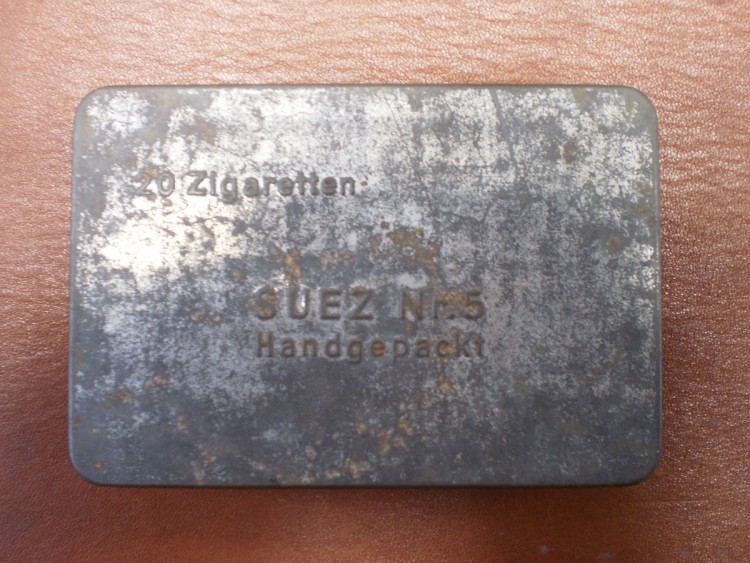 20 Zigaretten
SUEZ Nr. 5
Handgepackt